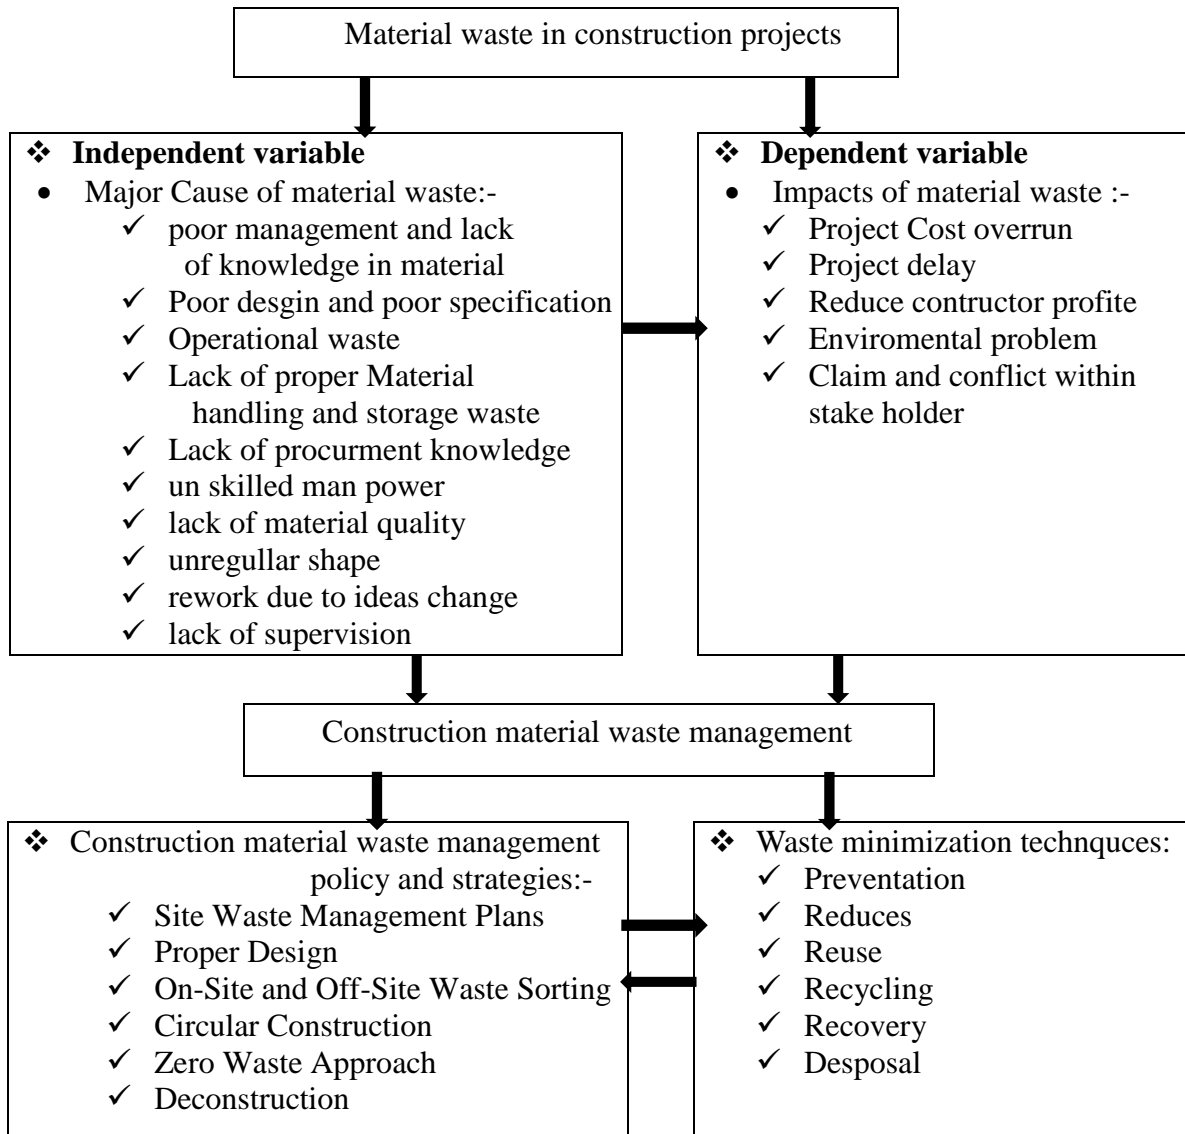 Material waste in construction projects
❖ Independent variable
• Major Cause of material waste:-
✓ poor management and lack
of knowledge in material
✓ Poor desgin and poor specification
✓ Operational waste
✓ Lack of proper Material
handling and storage waste
✓ Lack of procurment knowledge
✓ un skilled man power
✓ lack of material quality
✓ unregullar shape
✓ rework due to ideas change
✓ lack of supervision
❖ Dependent variable
• Impacts of material waste :-
✓ Project Cost overrun
✓ Project delay
✓ Reduce contructor profite
✓ Enviromental problem
✓ Claim and conflict within
stake holder
Construction material waste management
❖ Construction material waste management
policy and strategies:-
✓ Site Waste Management Plans
✓ Proper Design
✓ On-Site and Off-Site Waste Sorting
✓ Circular Construction
✓ Zero Waste Approach
✓ Deconstruction
❖ Waste minimization technquces:
✓ Preventation
✓ Reduces
✓ Reuse
✓ Recycling
✓ Recovery
✓ Desposal